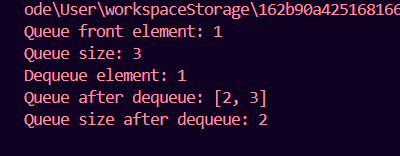 ode\User\workspaceStorage\162b90a425168166
Queue front element: 1
Queue size: 3
Dequeue element: 1
Queue after dequeue: [2, 3]
Queue size after dequeue: 2